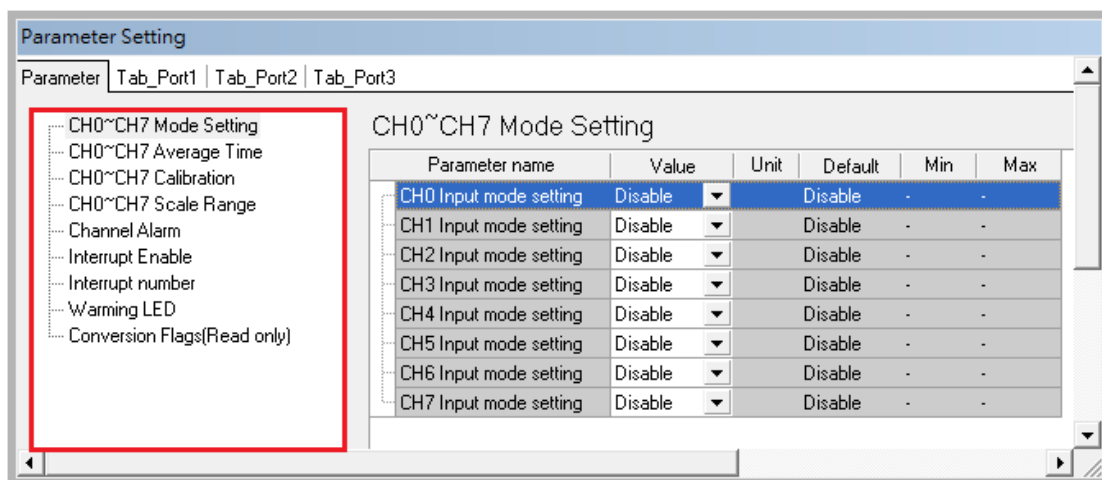 Parameter Setting
Parameter Tab_Port1 Tab_Port2 Tab_Port3
CH0~CH7 Mode Setting
CH0~CH7 Average Time
CH0~CH7 Calibration
CH0~CH7 Scale Range
Channel Alarm
Interrupt Enable
Interrupt number
Warming LED
Conversion Flags(Read only)
CH0~CH7 Mode Setting
Parameter name Value Unit Default Min Max
CH0 Input mode setting Disable Disable - -
CH1 Input mode setting Disable Disable - -
CH2 Input mode setting Disable Disable - -
CH3 Input mode setting Disable Disable - -
CH4 Input mode setting Disable Disable - -
CH5 Input mode setting Disable Disable - -
CH6 Input mode setting Disable Disable - -
CH7 Input mode setting Disable Disable - -